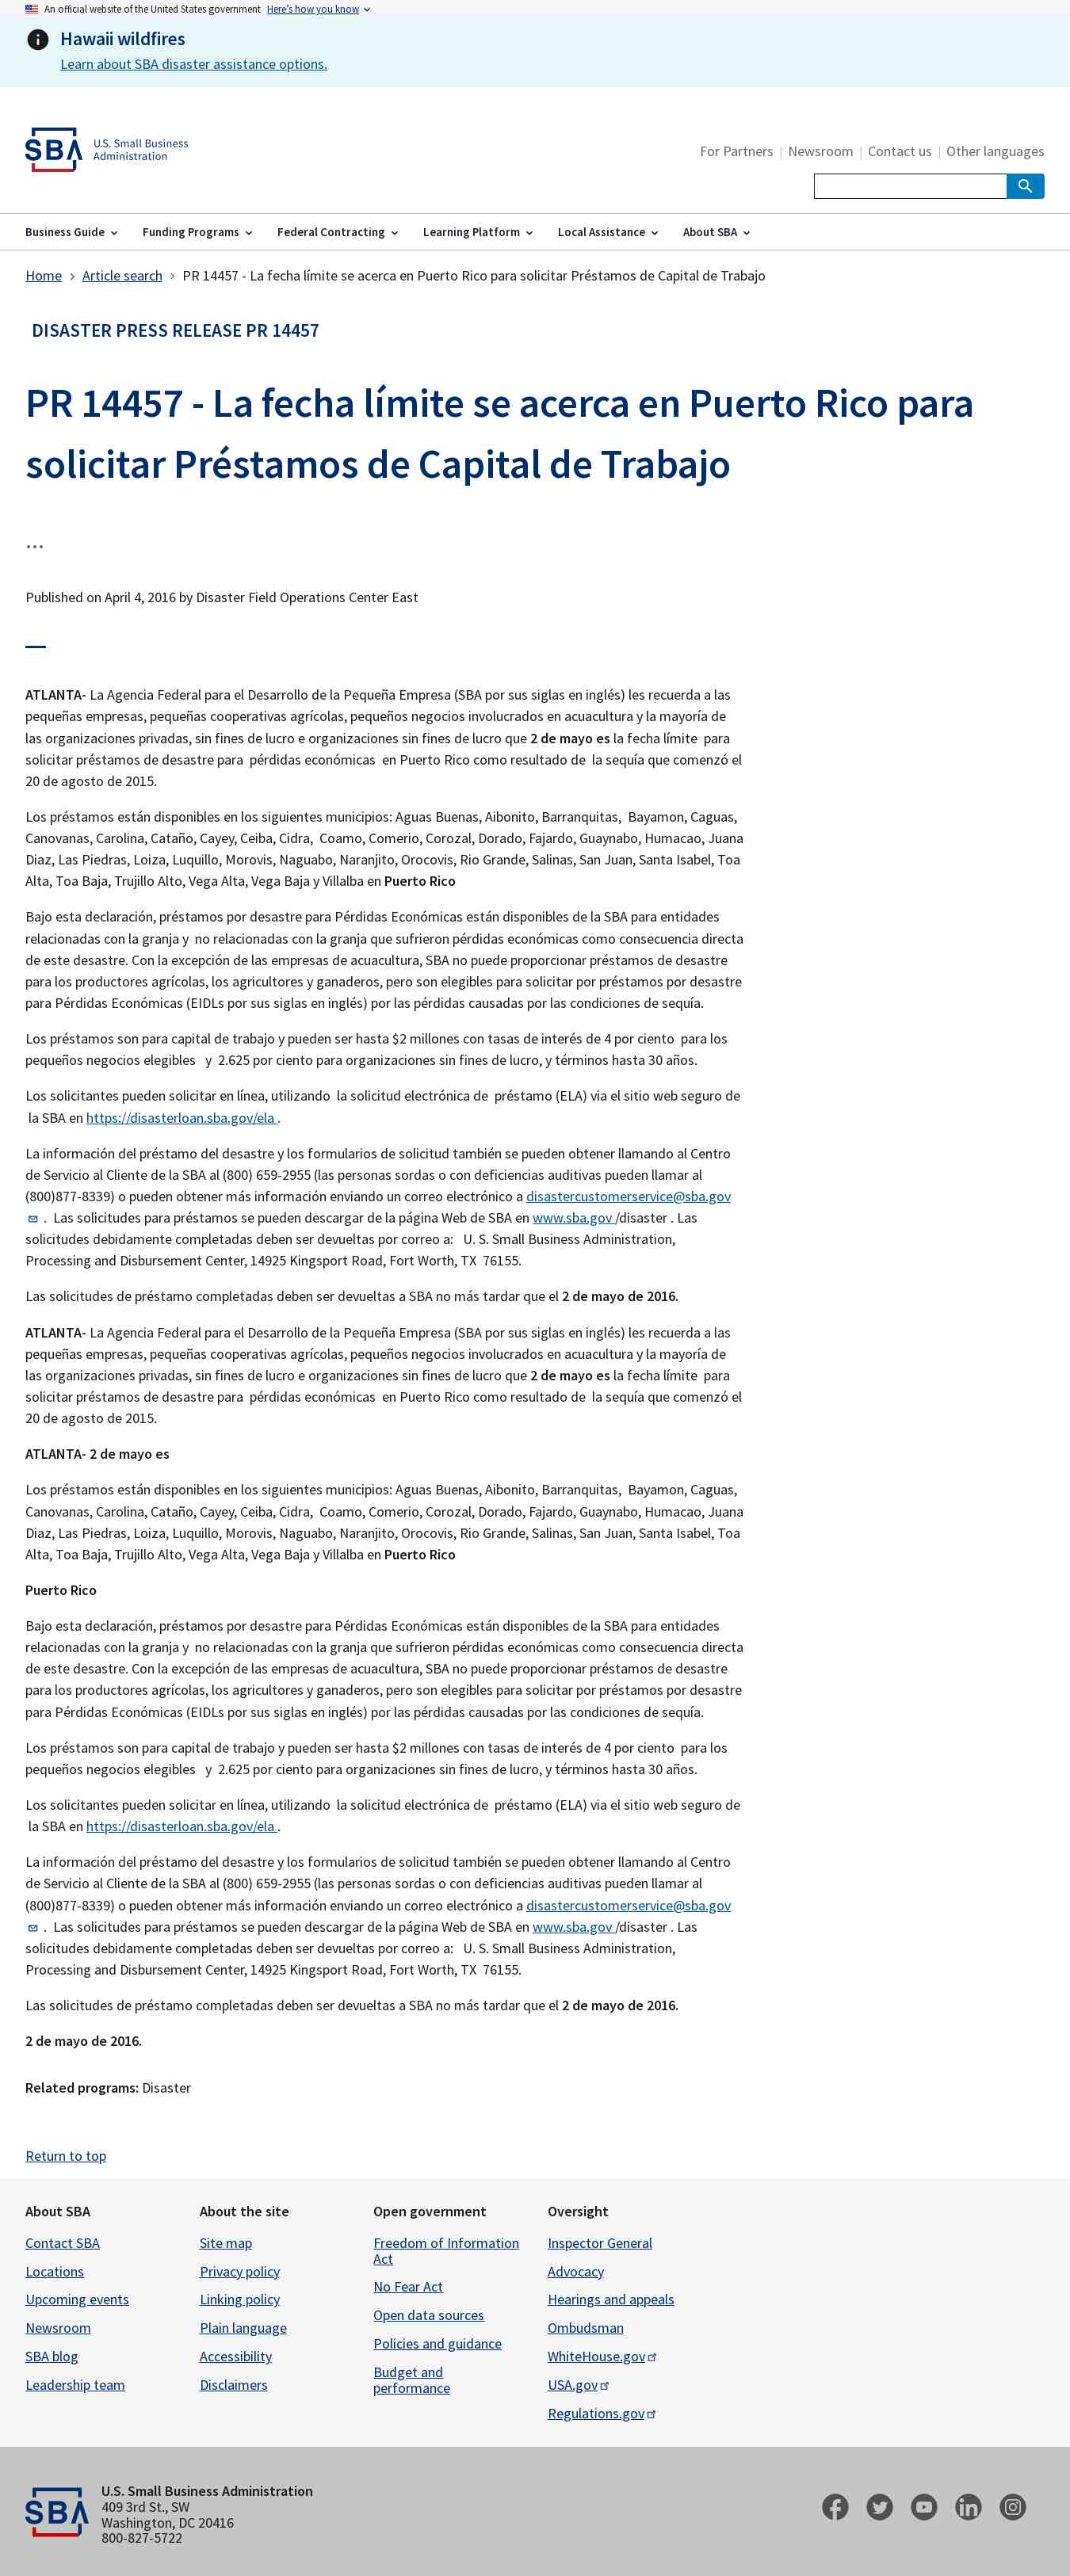 An official website of the United States government Here's how you know
Hawaii wildfires
Learn about SBA disaster assistance options.
SBA U.S. Small Business
Administration
For Partners | Newsroom | Contact us | Other languages
Business Guide Funding Programs Federal Contracting Learning Platform Local Assistance About SBA
Home > Article search > PR 14457 - La fecha límite se acerca en Puerto Rico para solicitar Préstamos de Capital de Trabajo
DISASTER PRESS RELEASE PR 14457
PR 14457 - La fecha límite se acerca en Puerto Rico para
solicitar Préstamos de Capital de Trabajo
...
Published on April 4, 2016 by Disaster Field Operations Center East
ATLANTA- La Agencia Federal para el Desarrollo de la Pequeña Empresa (SBA por sus siglas en inglés) les recuerda a las
pequeñas empresas, pequeñas cooperativas agrícolas, pequeños negocios involucrados en acuacultura y la mayoría de
las organizaciones privadas, sin fines de lucro e organizaciones sin fines de lucro que 2 de mayo es la fecha límite para
solicitar préstamos de desastre para pérdidas económicas en Puerto Rico como resultado de la sequía que comenzó el
20 de agosto de 2015.
Los préstamos están disponibles en los siguientes municipios: Aguas Buenas, Aibonito, Barranquitas, Bayamon, Caguas,
Canovanas, Carolina, Cataño, Cayey, Ceiba, Cidra, Coamo, Comerio, Corozal, Dorado, Fajardo, Guaynabo, Humacao, Juana
Diaz, Las Piedras, Loiza, Luquillo, Morovis, Naguabo, Naranjito, Orocovis, Rio Grande, Salinas, San Juan, Santa Isabel, Toa
Alta, Toa Baja, Trujillo Alto, Vega Alta, Vega Baja y Villalba en Puerto Rico
Bajo esta declaración, préstamos por desastre para Pérdidas Económicas están disponibles de la SBA para entidades
relacionadas con la granja y no relacionadas con la granja que sufrieron pérdidas económicas como consecuencia directa
de este desastre. Con la excepción de las empresas de acuacultura, SBA no puede proporcionar préstamos de desastre
para los productores agrícolas, los agricultores y ganaderos, pero son elegibles para solicitar por préstamos por desastre
para Pérdidas Económicas (EIDLs por sus siglas en inglés) por las pérdidas causadas por las condiciones de sequía.
Los préstamos son para capital de trabajo y pueden ser hasta $2 millones con tasas de interés de 4 por ciento para los
pequeños negocios elegibles y 2.625 por ciento para organizaciones sin fines de lucro, y términos hasta 30 años.
Los solicitantes pueden solicitar en línea, utilizando la solicitud electrónica de préstamo (ELA) via el sitio web seguro de
la SBA en https://disasterloan.sba.gov/ela .
La información del préstamo del desastre y los formularios de solicitud también se pueden obtener llamando al Centro
de Servicio al Cliente de la SBA al (800) 659-2955 (las personas sordas o con deficiencias auditivas pueden llamar al
(800)877-8339) o pueden obtener más información enviando un correo electrónico a disastercustomerservice@sba.gov
. Las solicitudes para préstamos se pueden descargar de la página Web de SBA en www.sba.gov /disaster . Las
solicitudes debidamente completadas deben ser devueltas por correo a: U. S. Small Business Administration,
Processing and Disbursement Center, 14925 Kingsport Road, Fort Worth, TX 76155.
Las solicitudes de préstamo completadas deben ser devueltas a SBA no más tardar que el 2 de mayo de 2016.
ATLANTA- La Agencia Federal para el Desarrollo de la Pequeña Empresa (SBA por sus siglas en inglés) les recuerda a las
pequeñas empresas, pequeñas cooperativas agrícolas, pequeños negocios involucrados en acuacultura y la mayoría de
las organizaciones privadas, sin fines de lucro e organizaciones sin fines de lucro que 2 de mayo es la fecha límite para
solicitar préstamos de desastre para pérdidas económicas en Puerto Rico como resultado de la sequía que comenzó el
20 de agosto de 2015.
ATLANTA- 2 de mayo es
Los préstamos están disponibles en los siguientes municipios: Aguas Buenas, Aibonito, Barranquitas, Bayamon, Caguas,
Canovanas, Carolina, Cataño, Cayey, Ceiba, Cidra, Coamo, Comerio, Corozal, Dorado, Fajardo, Guaynabo, Humacao, Juana
Diaz, Las Piedras, Loiza, Luquillo, Morovis, Naguabo, Naranjito, Orocovis, Rio Grande, Salinas, San Juan, Santa Isabel, Toa
Alta, Toa Baja, Trujillo Alto, Vega Alta, Vega Baja y Villalba en Puerto Rico
Puerto Rico
Bajo esta declaración, préstamos por desastre para Pérdidas Económicas están disponibles de la SBA para entidades
relacionadas con la granja y no relacionadas con la granja que sufrieron pérdidas económicas como consecuencia directa
de este desastre. Con la excepción de las empresas de acuacultura, SBA no puede proporcionar préstamos de desastre
para los productores agrícolas, los agricultores y ganaderos, pero son elegibles para solicitar por préstamos por desastre
para Pérdidas Económicas (EIDLs por sus siglas en inglés) por las pérdidas causadas por las condiciones de sequía.
Los préstamos son para capital de trabajo y pueden ser hasta $2 millones con tasas de interés de 4 por ciento para los
pequeños negocios elegibles y 2.625 por ciento para organizaciones sin fines de lucro, y términos hasta 30 años.
Los solicitantes pueden solicitar en línea, utilizando la solicitud electrónica de préstamo (ELA) via el sitio web seguro de
la SBA en https://disasterloan.sba.gov/ela .
La información del préstamo del desastre y los formularios de solicitud también se pueden obtener llamando al Centro
de Servicio al Cliente de la SBA al (800) 659-2955 (las personas sordas o con deficiencias auditivas pueden llamar al
(800)877-8339) o pueden obtener más información enviando un correo electrónico a disastercustomerservice@sba.gov
. Las solicitudes para préstamos se pueden descargar de la página Web de SBA en www.sba.gov /disaster . Las
solicitudes debidamente completadas deben ser devueltas por correo a: U. S. Small Business Administration,
Processing and Disbursement Center, 14925 Kingsport Road, Fort Worth, TX 76155.
Las solicitudes de préstamo completadas deben ser devueltas a SBA no más tardar que el 2 de mayo de 2016.
2 de mayo de 2016.
Related programs: Disaster
Return to top
About SBA
Contact SBA
Locations
Upcoming events
Newsroom
SBA blog
Leadership team
About the site
Site map
Privacy policy
Linking policy
Plain language
Accessibility
Disclaimers
Open government
Freedom of Information
Act
No Fear Act
Open data sources
Policies and guidance
Budget and
performance
Oversight
Inspector General
Advocacy
Hearings and appeals
Ombudsman
WhiteHouse.gov
USA.gov
Regulations.gov
SBA
U.S. Small Business Administration
409 3rd St., SW
Washington, DC 20416
800-827-5722